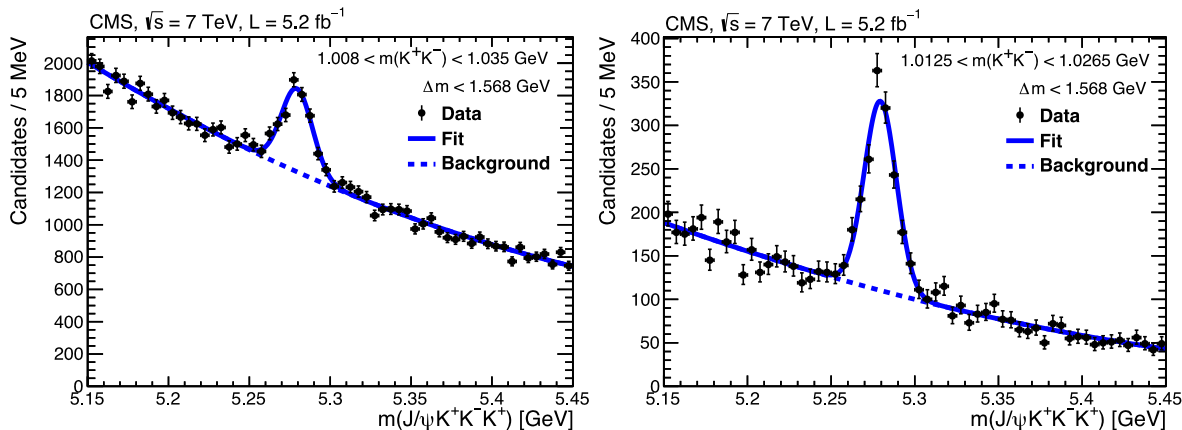 CMS, √s = 7 TeV, L = 5.2 fb⁻¹
Candidates / 5 MeV
2000
1800
1600
1400
1200
1000
800
600
400
200
0
1.008 < m(K⁺K⁻) < 1.035 GeV
Δm < 1.568 GeV
Data
Fit
Background
5.15 5.2 5.25 5.3 5.35 5.4 5.45
m(J/ψK⁺K⁻K⁺) [GeV]
CMS, √s = 7 TeV, L = 5.2 fb⁻¹
Candidates / 5 MeV
400
350
300
250
200
150
100
50
0
1.0125 < m(K⁺K⁻) < 1.0265 GeV
Δm < 1.568 GeV
Data
Fit
Background
5.15 5.2 5.25 5.3 5.35 5.4 5.45
m(J/ψK⁺K⁻K⁺) [GeV]